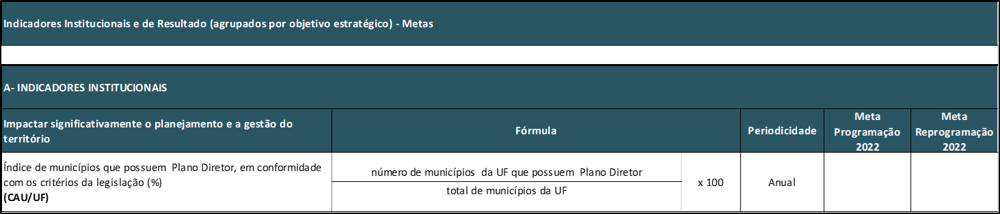 Indicadores Institucionais e de Resultado (agrupados por objetivo estratégico) - Metas
A- INDICADORES INSTITUCIONAIS
Impactar significativamente o planejamento e a gestão do
território
Fórmula
Periodicidade
Meta
Programação
2022
Meta
Reprogramação
2022
Índice de municípios que possuem Plano Diretor, em conformidade
com os critérios da legislação (%)
(CAU/UF)
número de municípios da UF que possuem Plano Diretor
total de municípios da UF
x 100
Anual